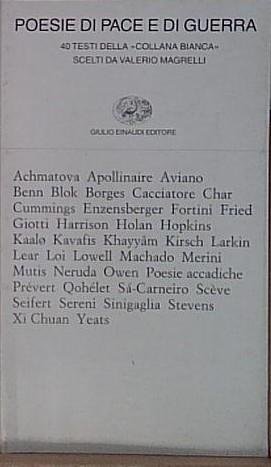 POESIE DI PACE E DI GUERRA
40 TESTI DELLA «COLLANA BIANCA»
SCELTI DA VALERIO MAGRELLI
GIULIO EINAUDI EDITORE
Achmatova Apollinaire Aviano
Benn Blok Borges Cacciatore Char
Cummings Enzensberger Fortini Fried
Giotti Harrison Holan Hopkins
Kaalø Kavafis Khayyâm Kirsch Larkin
Lear Loi Lowell Machado Merini
Mutis Neruda Owen Poesie accadiche
Prévert Qohélet Sá-Carneiro Scève
Seifert Sereni Sinigaglia Stevens
Xi Chuan Yeats